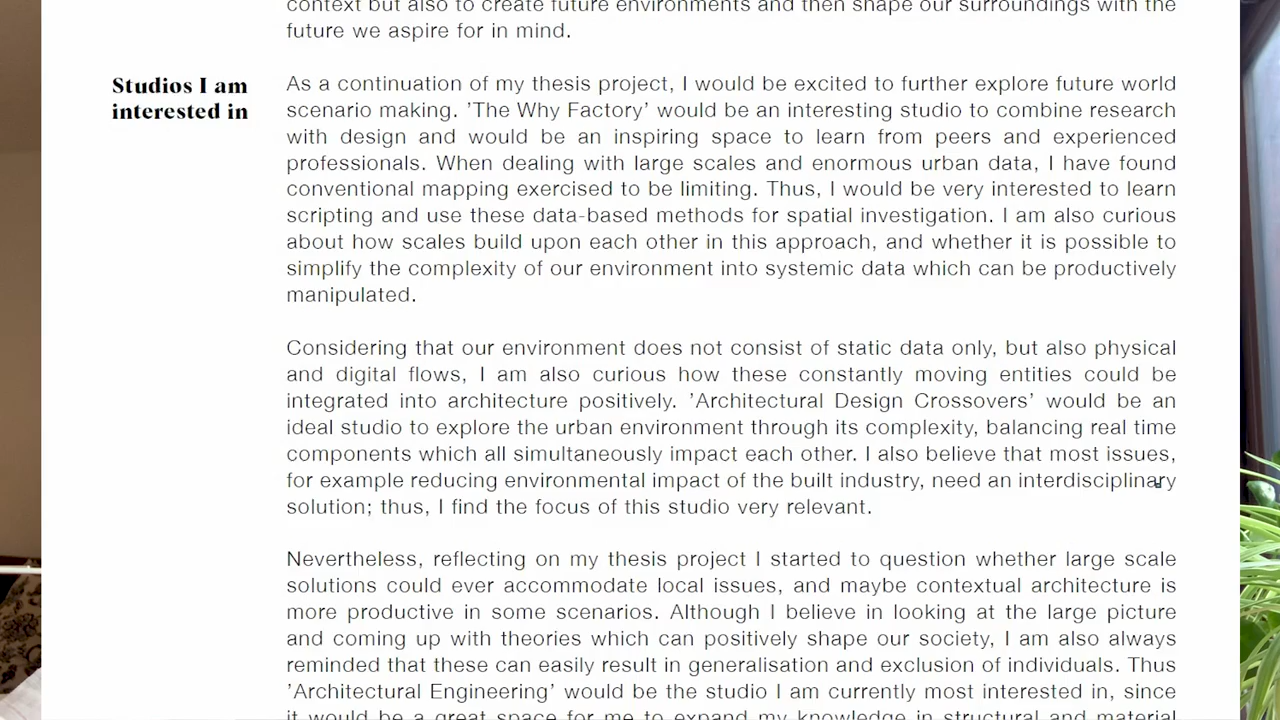 context but also to create future environments and then shape our surroundings with the
future we aspire for in mind.
Studios I am
interested in
As a continuation of my thesis project, I would be excited to further explore future world
scenario making. 'The Why Factory' would be an interesting studio to combine research
with design and would be an inspiring space to learn from peers and experienced
professionals. When dealing with large scales and enormous urban data, I have found
conventional mapping exercised to be limiting. Thus, I would be very interested to learn
scripting and use these data-based methods for spatial investigation. I am also curious
about how scales build upon each other in this approach, and whether it is possible to
simplify the complexity of our environment into systemic data which can be productively
manipulated.
Considering that our environment does not consist of static data only, but also physical
and digital flows, I am also curious how these constantly moving entities could be
integrated into architecture positively. 'Architectural Design Crossovers' would be an
ideal studio to explore the urban environment through its complexity, balancing real time
components which all simultaneously impact each other. I also believe that most issues,
for example reducing environmental impact of the built industry, need an interdisciplinary
solution; thus, I find the focus of this studio very relevant.
Nevertheless, reflecting on my thesis project I started to question whether large scale
solutions could ever accommodate local issues, and maybe contextual architecture is
more productive in some scenarios. Although I believe in looking at the large picture
and coming up with theories which can positively shape our society, I am also always
reminded that these can easily result in generalisation and exclusion of individuals. Thus
'Architectural Engineering' would be the studio I am currently most interested in, since
it would be a great space for me to expand my knowledge in structural and material